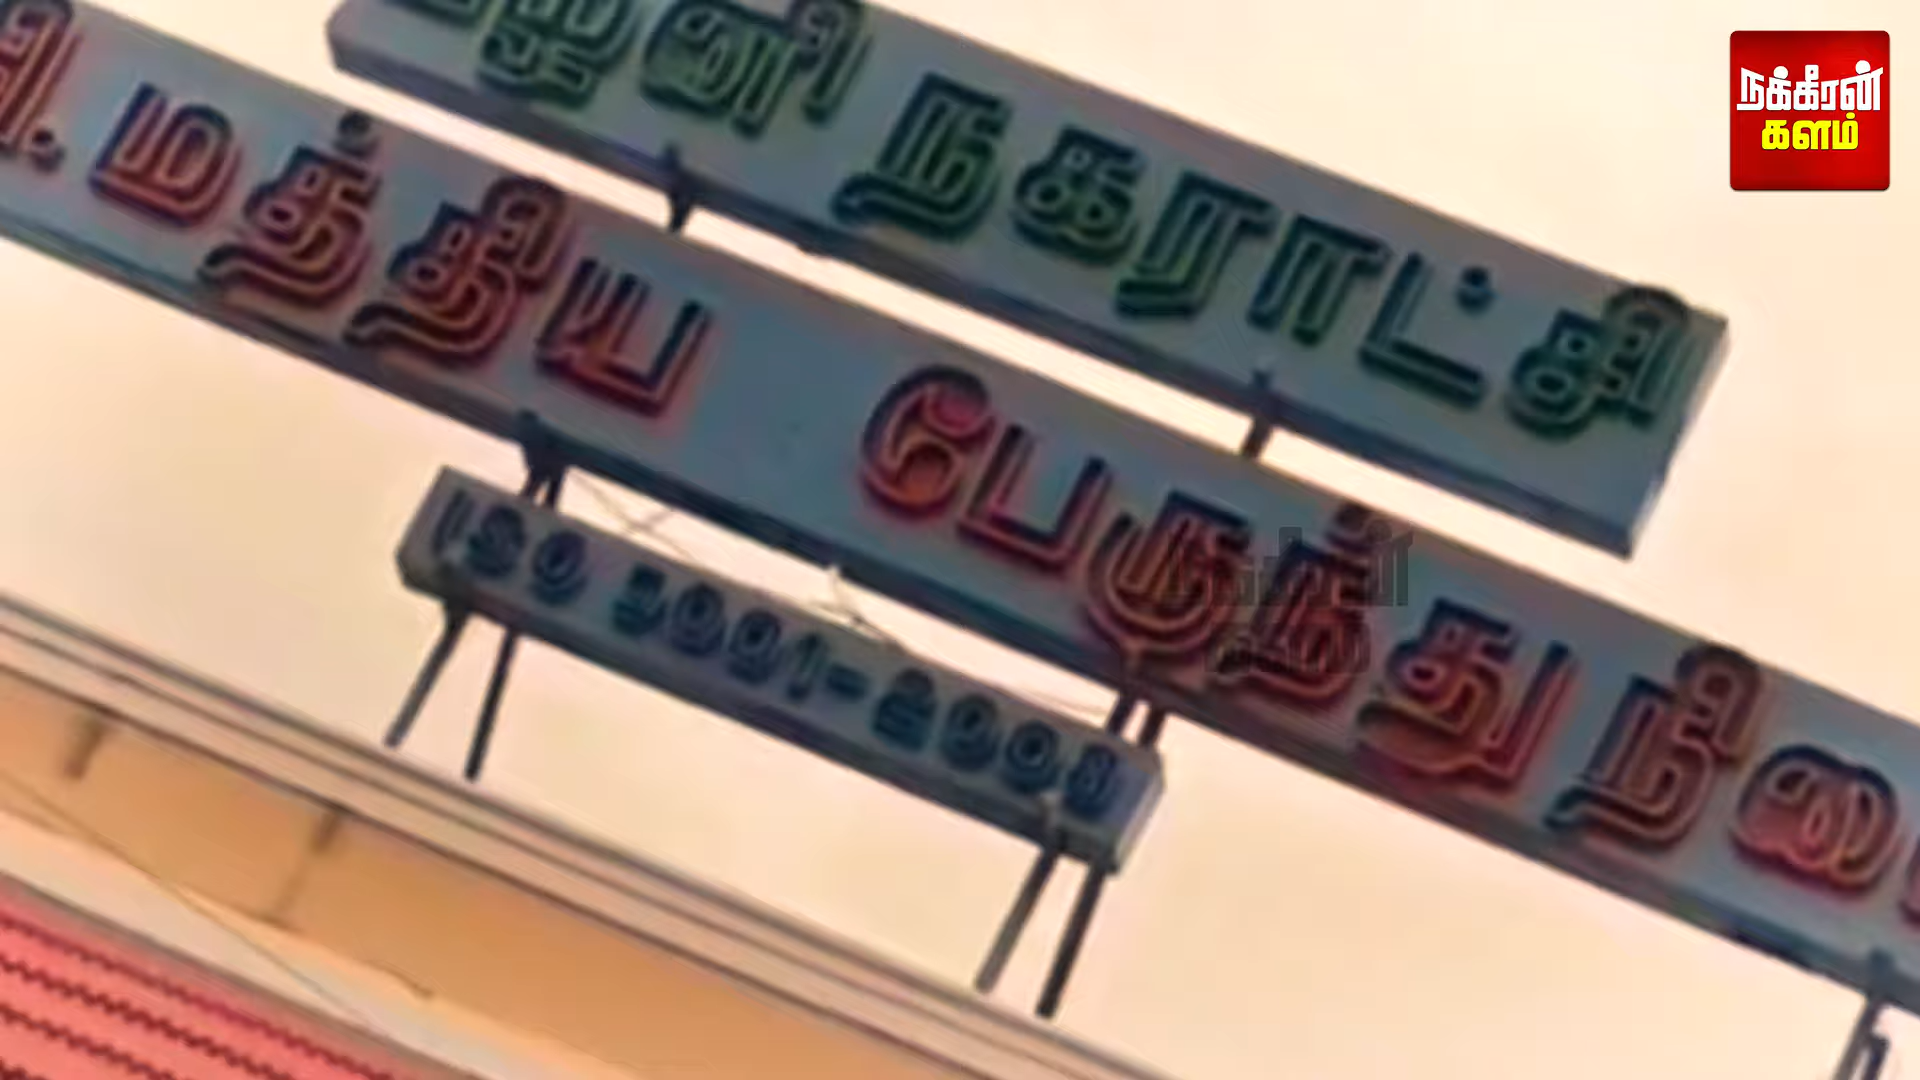 நகராட்சி
மத்திய பேருந்து
ISO 9001-2008
நக்கீரன்
களம்